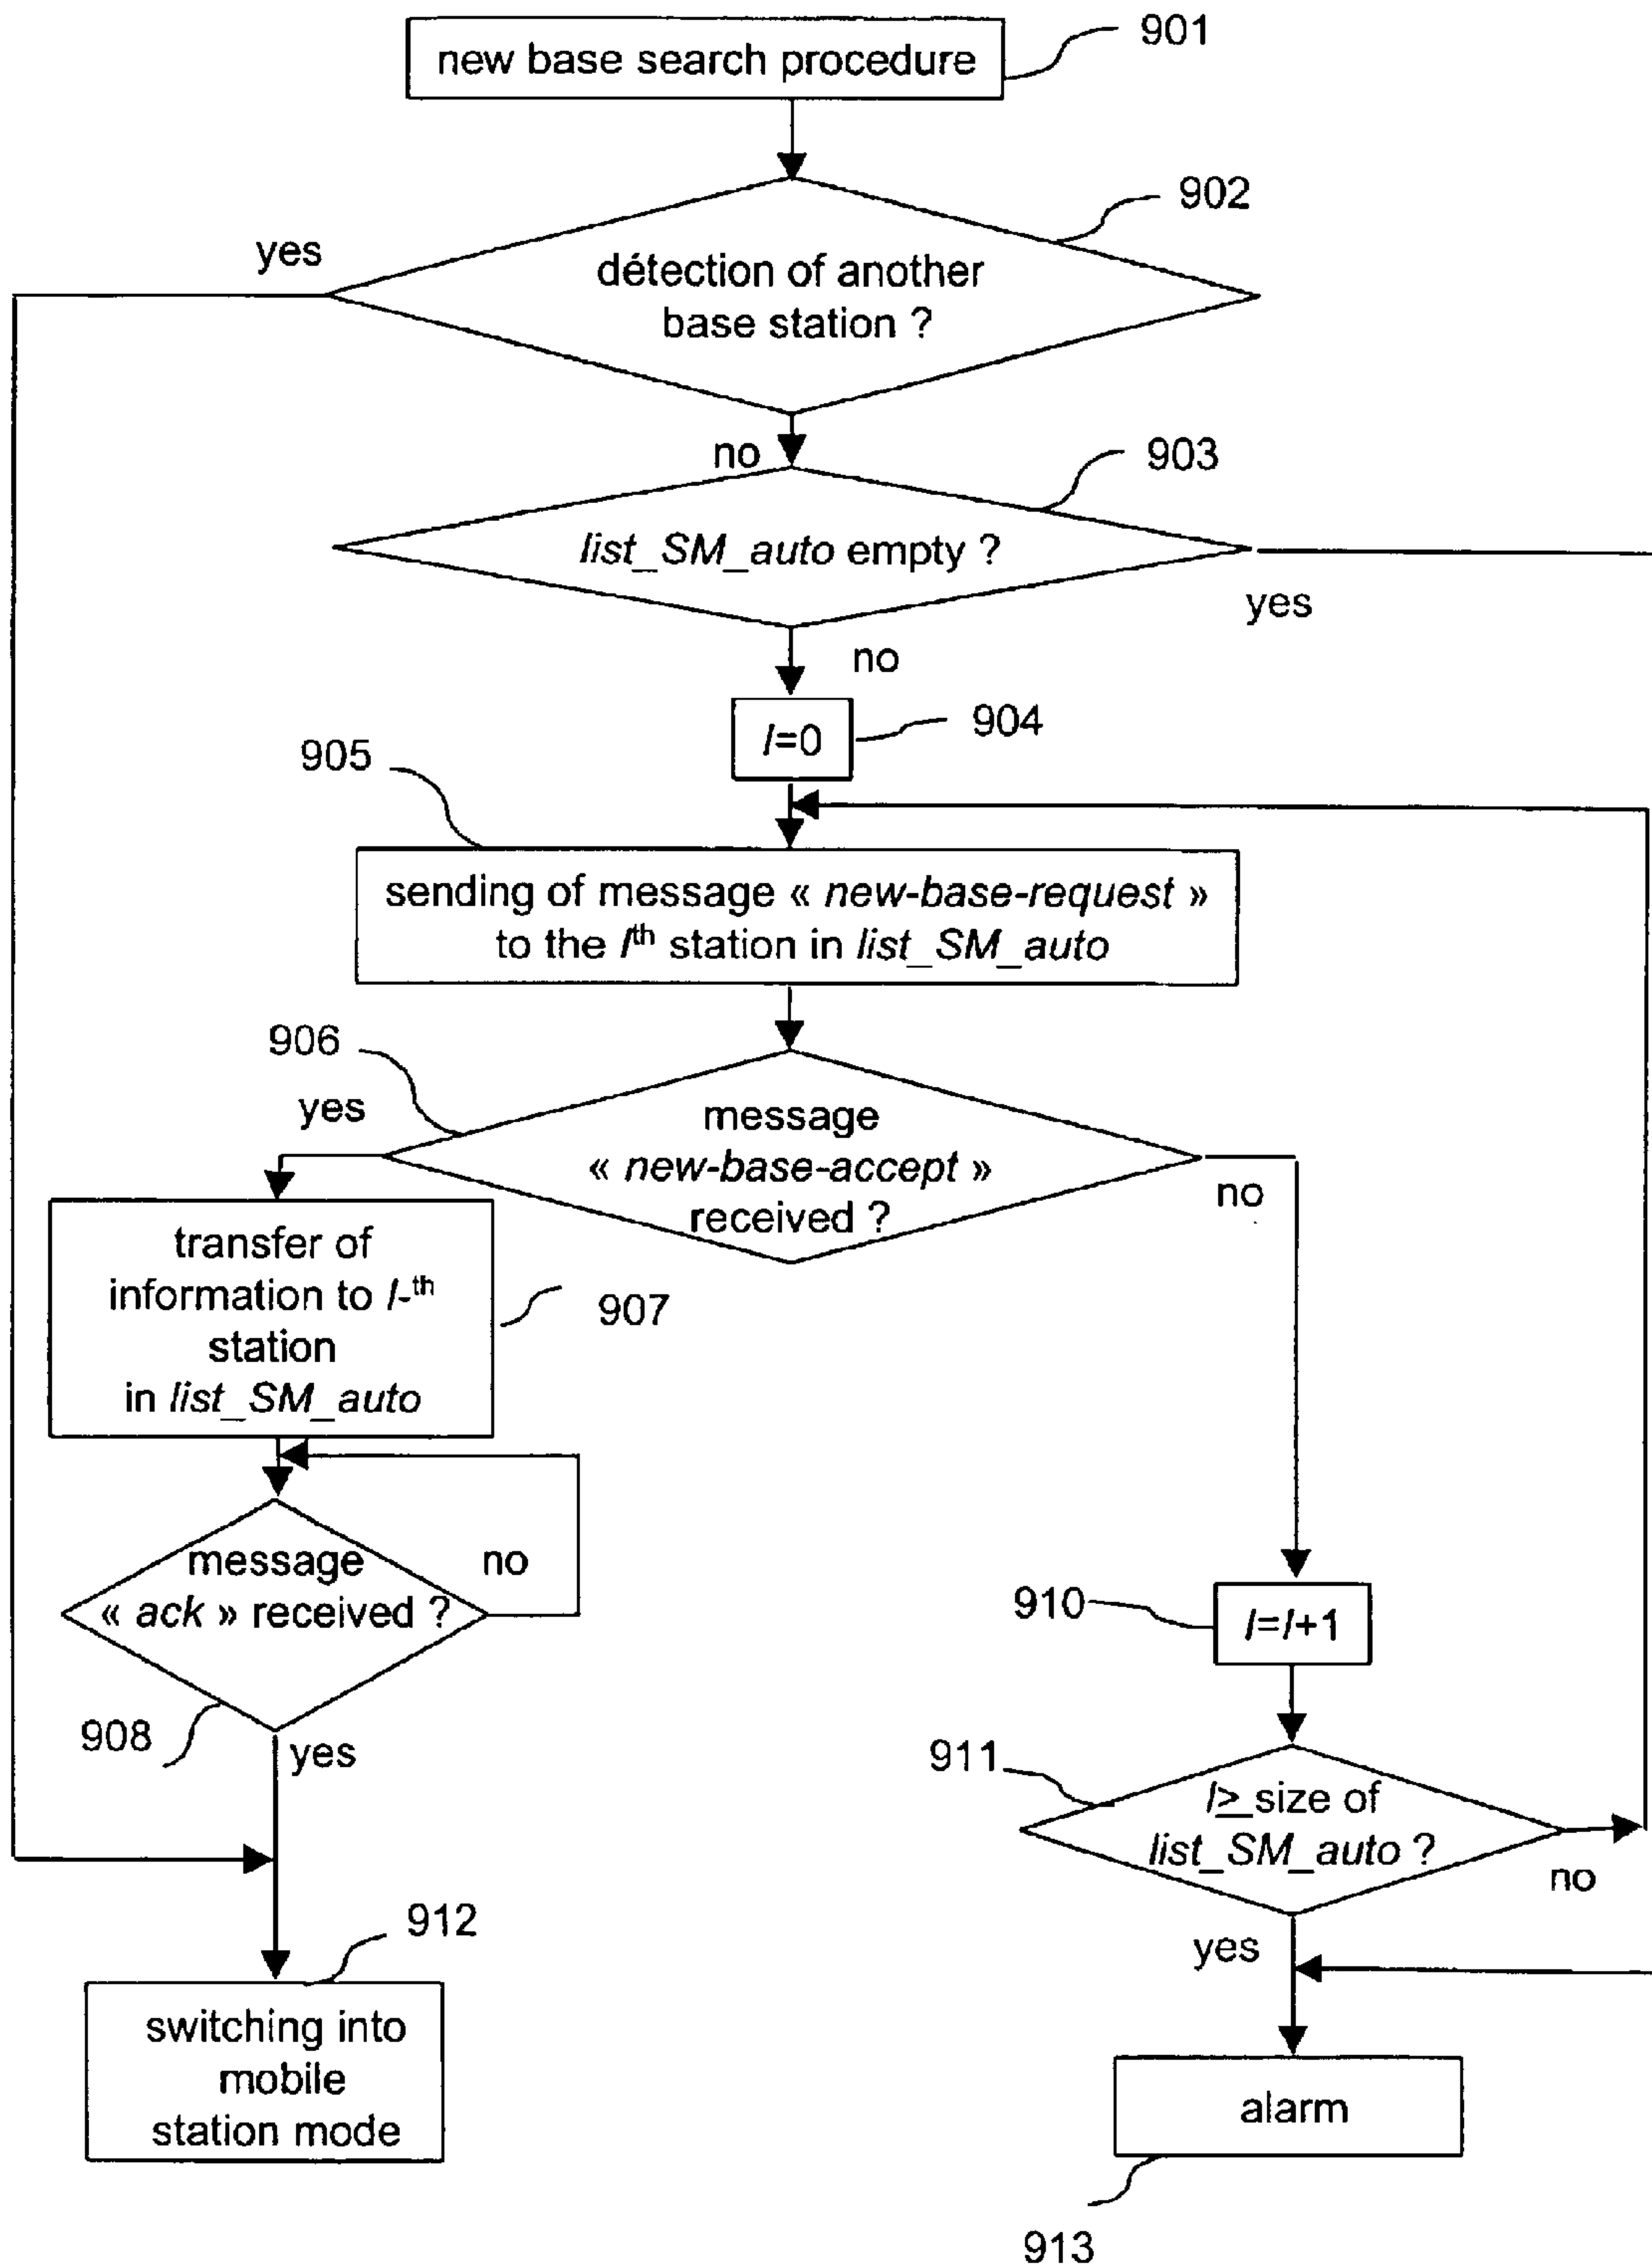 new base search procedure
901
902
yes
détection of another
base station ?
no
903
list_SM_auto empty ?
yes
no
I=0
904
905
sending of message « new-base-request »
to the Ith station in list_SM_auto
906
yes
message
« new-base-accept »
received ?
no
transfer of
information to I-th
station
in list_SM_auto
907
message
« ack » received ?
no
908
yes
910
I=I+1
911
I≥ size of
list_SM_auto ?
no
yes
912
switching into
mobile
station mode
alarm
913